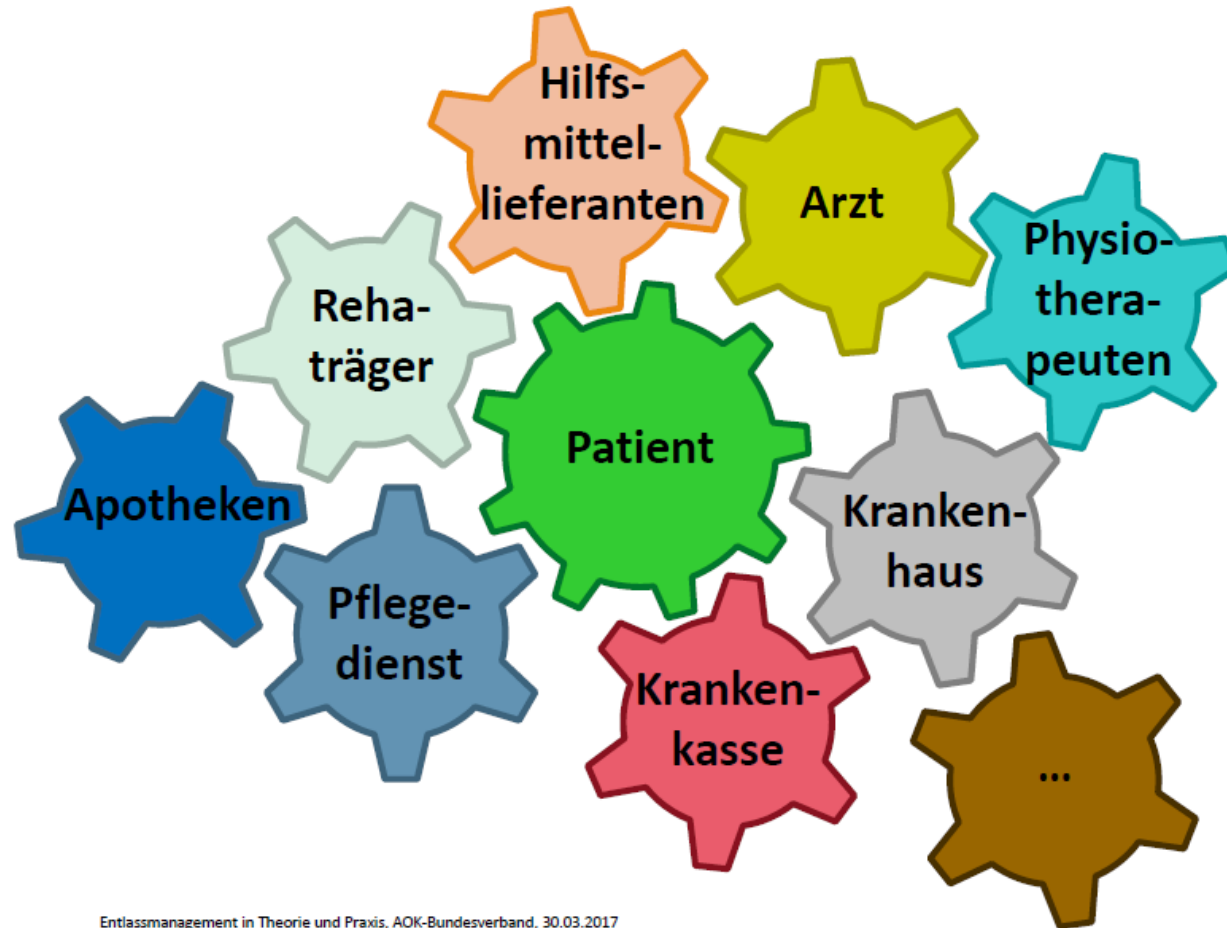 Hilfs-
mittel-
lieferanten
Arzt
Physio-
thera-
peuten
Reha-
träger
Patient
Apotheken
Kranken-
haus
Pflege-
dienst
Kranken-
kasse
...
Entlassmanagement in Theorie und Praxis, AOK-Bundesverband, 30.03.2017